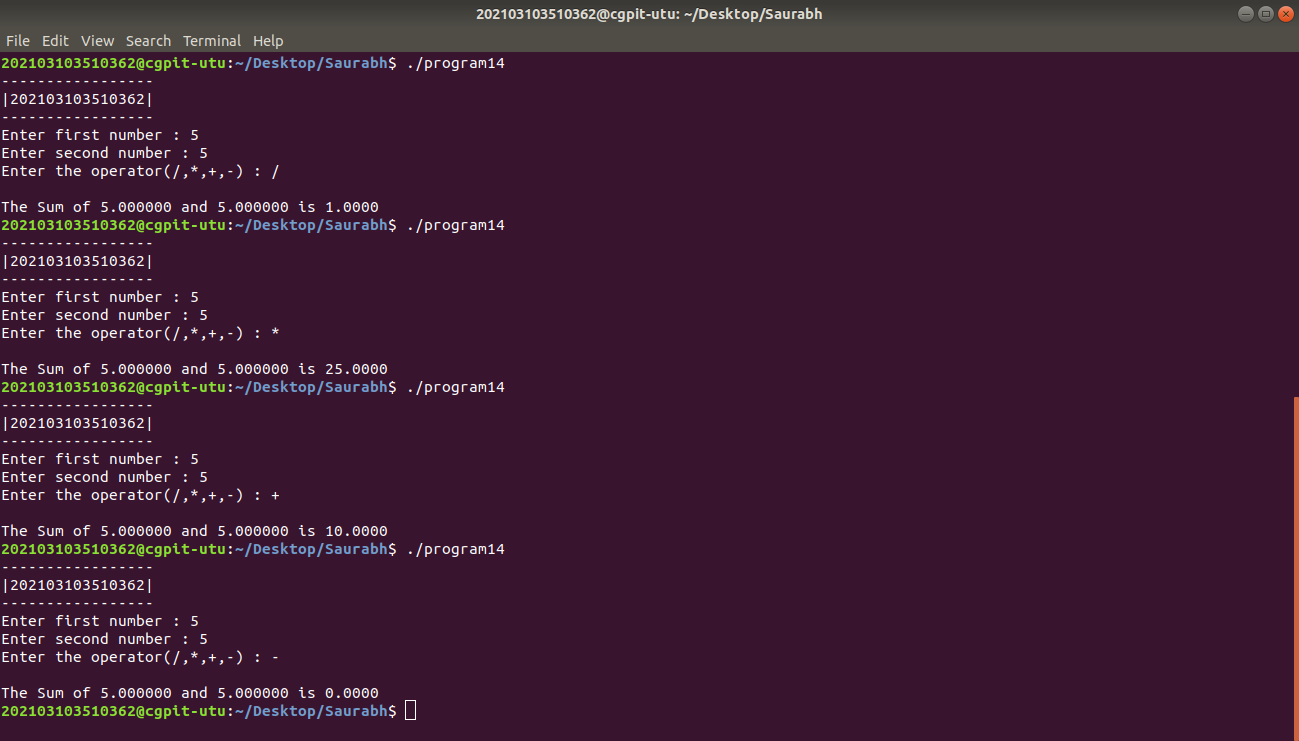 202103103510362@cgpit-utu: ~/Desktop/Saurabh
File Edit View Search Terminal Help
202103103510362@cgpit-utu:~/Desktop/Saurabh$ ./program14
-----------------
|202103103510362|
-----------------
Enter first number : 5
Enter second number : 5
Enter the operator(/,*,+,-) : /
The Sum of 5.000000 and 5.000000 is 1.0000
202103103510362@cgpit-utu:~/Desktop/Saurabh$ ./program14
-----------------
|202103103510362|
-----------------
Enter first number : 5
Enter second number : 5
Enter the operator(/,*,+,-) : *
The Sum of 5.000000 and 5.000000 is 25.0000
202103103510362@cgpit-utu:~/Desktop/Saurabh$ ./program14
-----------------
|202103103510362|
-----------------
Enter first number : 5
Enter second number : 5
Enter the operator(/,*,+,-) : +
The Sum of 5.000000 and 5.000000 is 10.0000
202103103510362@cgpit-utu:~/Desktop/Saurabh$ ./program14
-----------------
|202103103510362|
-----------------
Enter first number : 5
Enter second number : 5
Enter the operator(/,*,+,-) : -
The Sum of 5.000000 and 5.000000 is 0.0000
202103103510362@cgpit-utu:~/Desktop/Saurabh$